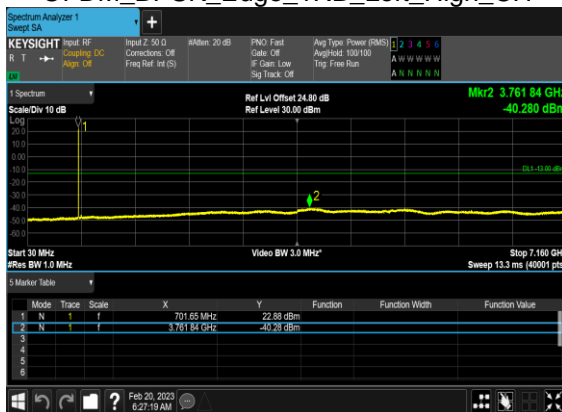 Spectrum Analyzer 1
Swept SA
+
KEYSIGHT Input: RF Input Z: 50 Ω #Atten: 20 dB PNO: Fast Avg Type: Power (RMS) 1 2 3 4 5 6
R T Coupling: DC Corrections: Off Gate: Off Avg|Hold: 100/100 A W W W W W
Align: Off Freq Ref: Int (S) IF Gain: Low Trig: Free Run
Sig Track: Off A N N N N N
LU
1 Spectrum Ref Lvl Offset 24.80 dB Mkr2 3.761 84 GHz
Scale/Div 10 dB Ref Level 30.00 dBm -40.280 dBm
Log
1
20.0
10.0
0.00
-10.0 DL1 -13.00 dBm
-20.0
-30.0
2
-40.0
-50.0
-60.0
Start 30 MHz Video BW 3.0 MHz* Stop 7.160 GHz
#Res BW 1.0 MHz Sweep 13.3 ms (40001 pts)
5 Marker Table
Mode Trace Scale X Y Function Function Width Function Value
1 N 1 f 701.65 MHz 22.88 dBm
2 N 1 f 3.761 84 GHz -40.28 dBm
3
4
5
6
? Feb 20, 2023
6:27:19 AM